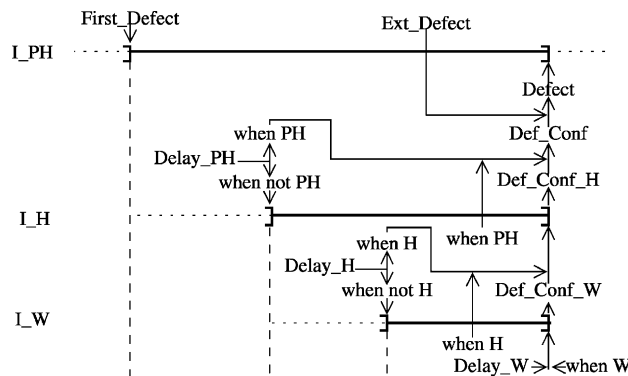 First_Defect
Ext_Defect
I_PH
Defect
when PH
Def_Conf
Delay_PH
when not PH
Def_Conf_H
I_H
when PH
when H
Delay_H
when not H
Def_Conf_W
I_W
when H
Delay_W
when W